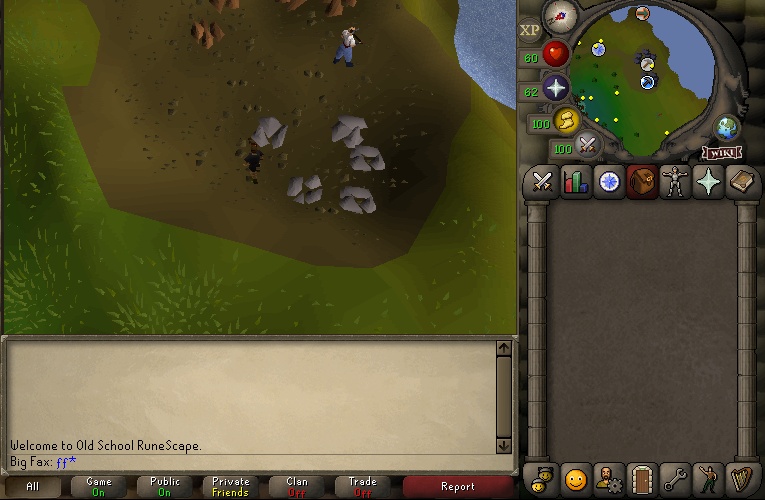 XP
60
62
100
100
WIKI
Welcome to Old School RuneScape.
Big Fax: ff*
All
Game
On
Public
On
Private
Friends
Clan
Off
Trade
Off
Report